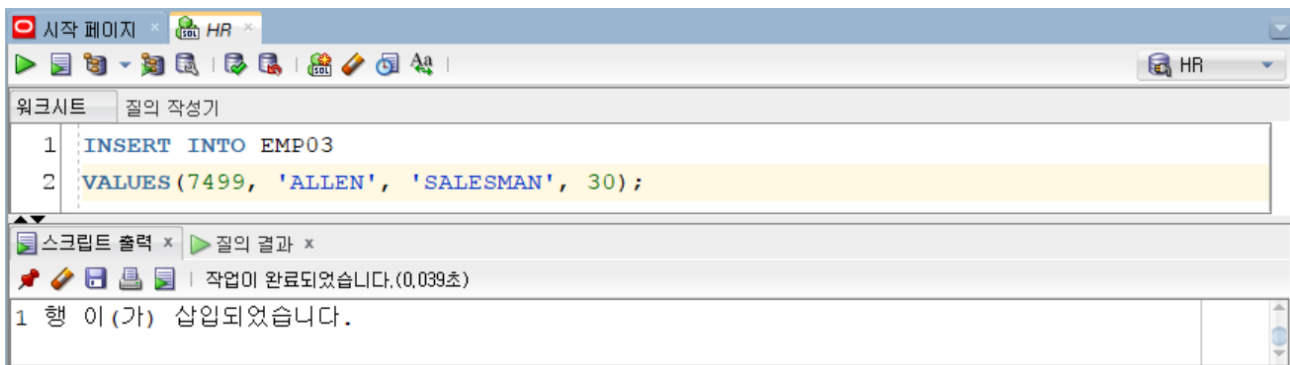 시작 페이지 × HR ×
HR
워크시트 질의 작성기
1 INSERT INTO EMP03
2 VALUES(7499, 'ALLEN', 'SALESMAN', 30);
스크립트 출력 × 질의 결과 ×
작업이 완료되었습니다.(0,039초)
1 행 이(가) 삽입되었습니다.